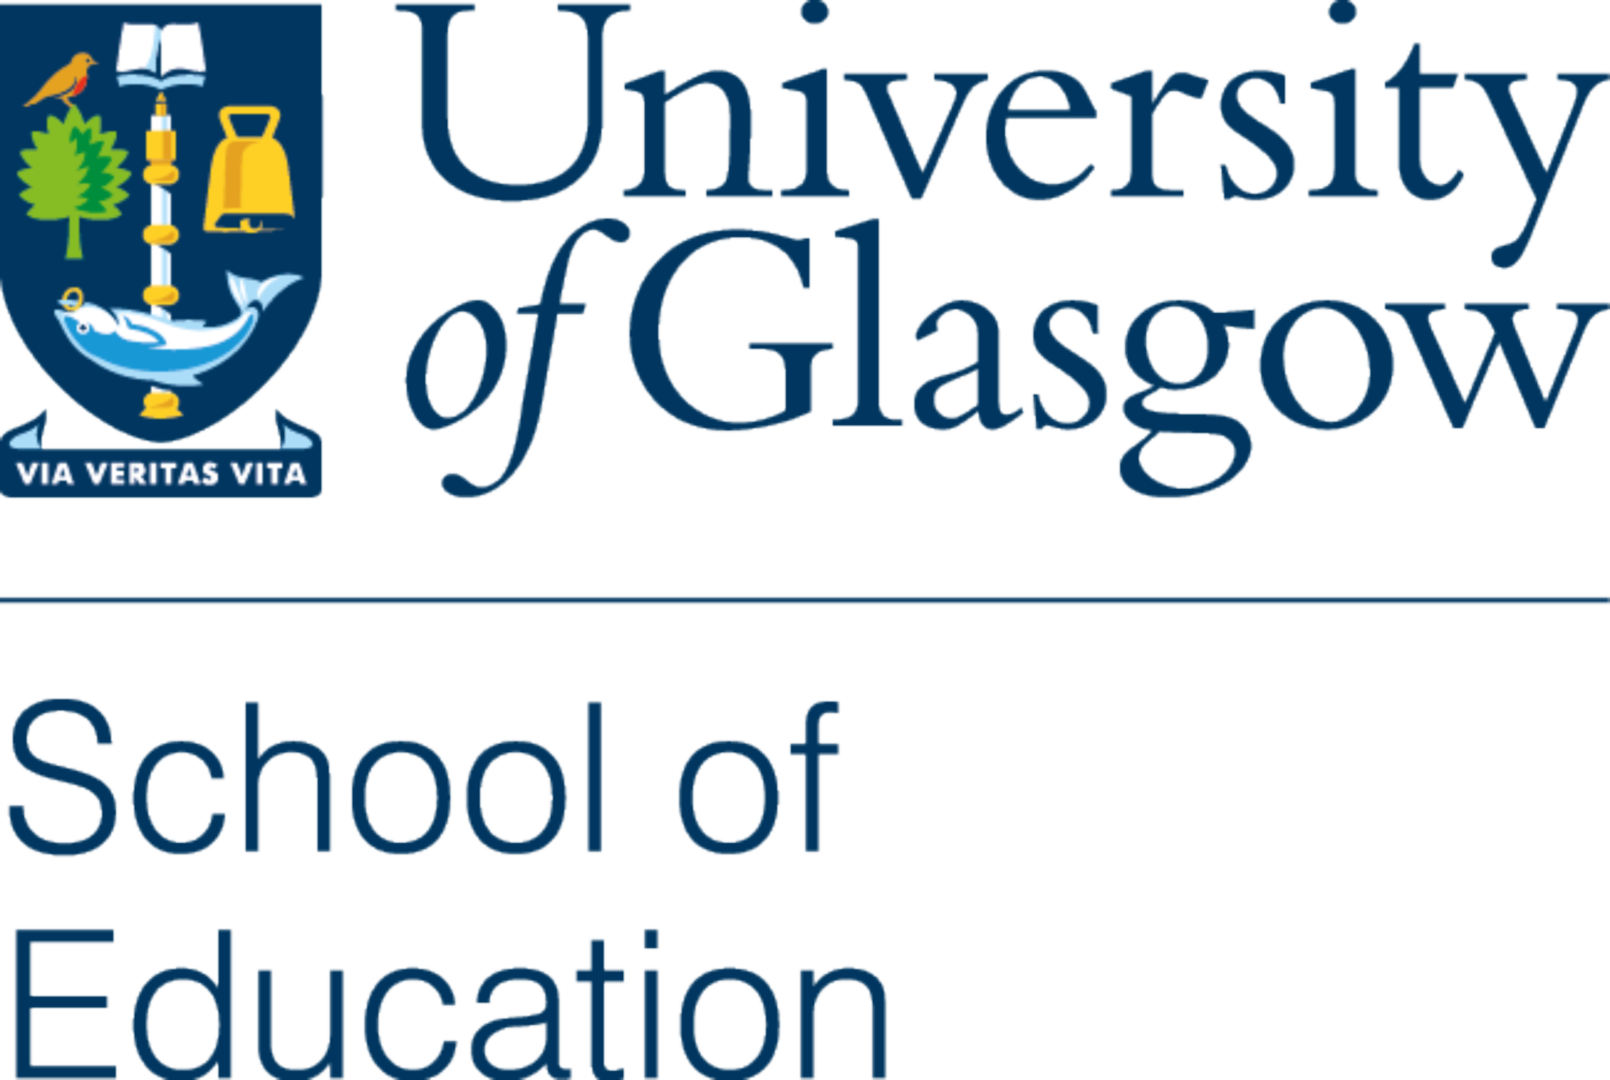 University
of Glasgow
VIA VERITAS VITA
School of
Education